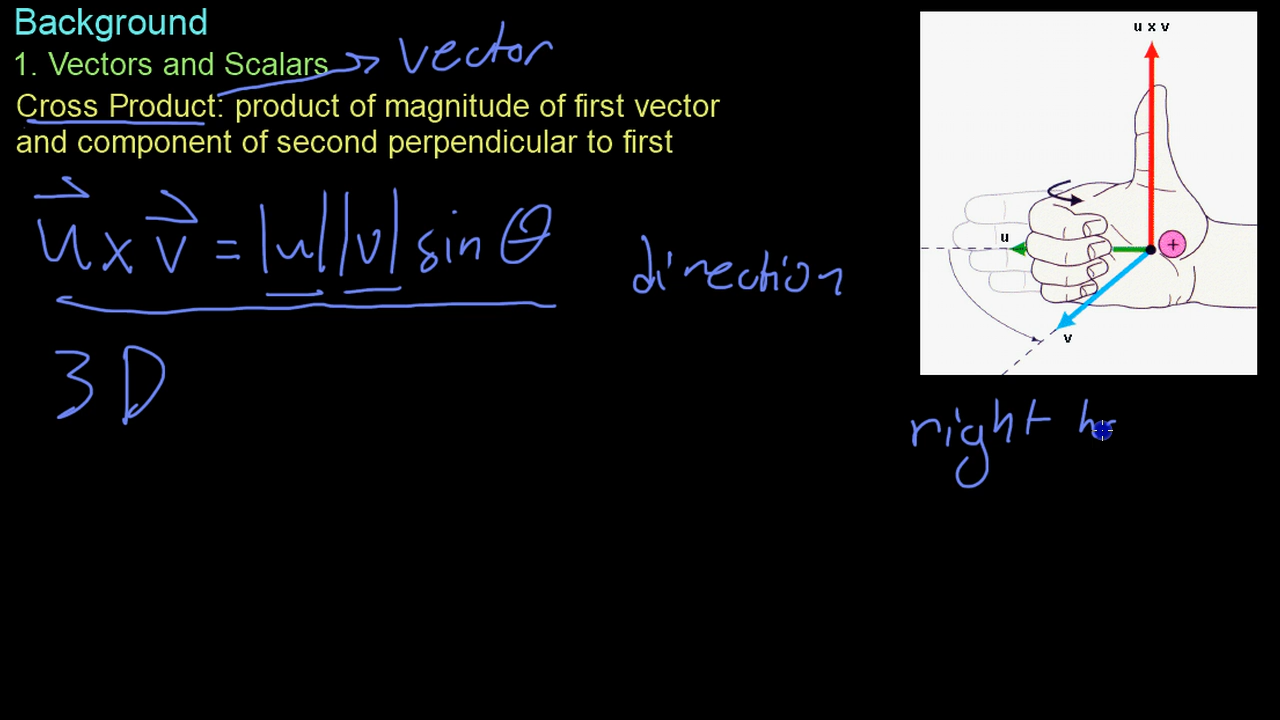 Background
1. Vectors and Scalars → vector
Cross Product: product of magnitude of first vector
and component of second perpendicular to first
u⃗ x v⃗ = |u||v| sin θ
direction
3D
u x v
u
+
v
right